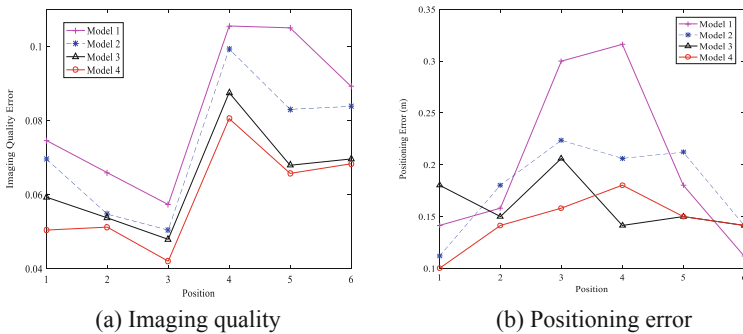 0.1
0.08
0.06
0.04
Imaging Quality Error
Model 1
Model 2
Model 3
Model 4
1 2 3 4 5 6
Position
(a) Imaging quality
0.35
0.3
0.25
0.2
0.15
0.1
Positioning Error (m)
Model 1
Model 2
Model 3
Model 4
1 2 3 4 5 6
Position
(b) Positioning error